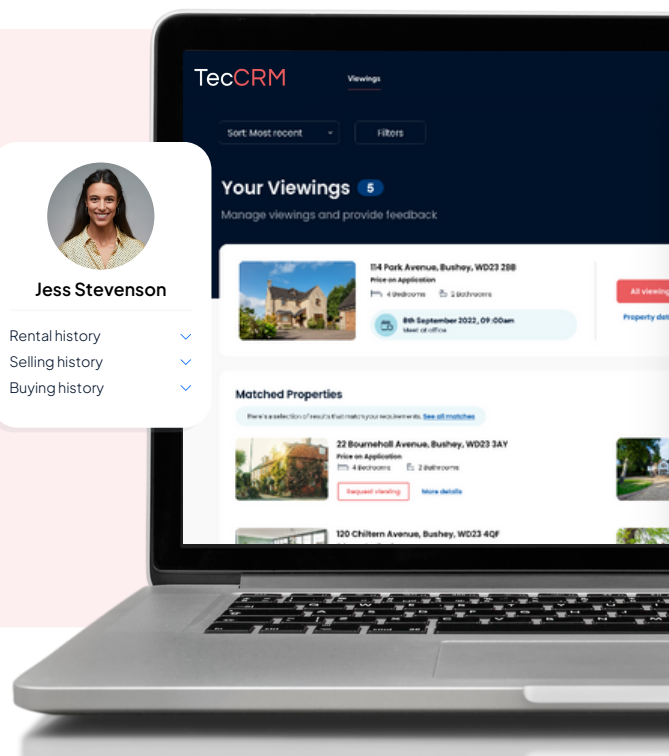 TecCRM
Viewings
Sort: Most recent
Filters
Your Viewings 5
Manage viewings and provide feedback
Jess Stevenson
Rental history
Selling history
Buying history
114 Park Avenue, Bushey, WD23 2BB
Price on Application
4 Bedrooms 2 Bathrooms
8th September 2022, 09:00am
Meet at office
All viewing
Property det
Matched Properties
Here's a selection of results that match your requirements. See all matches
22 Bournehall Avenue, Bushey, WD23 3AY
Price on Application
4 Bedrooms 2 Bathrooms
Request viewing
More details
120 Chiltern Avenue, Bushey, WD23 4QF